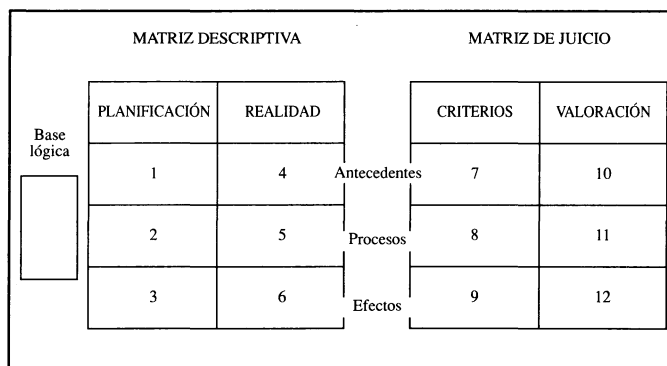 MATRIZ DESCRIPTIVA MATRIZ DE JUICIO
PLANIFICACIÓN REALIDAD CRITERIOS VALORACIÓN
Base
lógica
1 4 Antecedentes 7 10
2 5 Procesos 8 11
3 6 Efectos 9 12